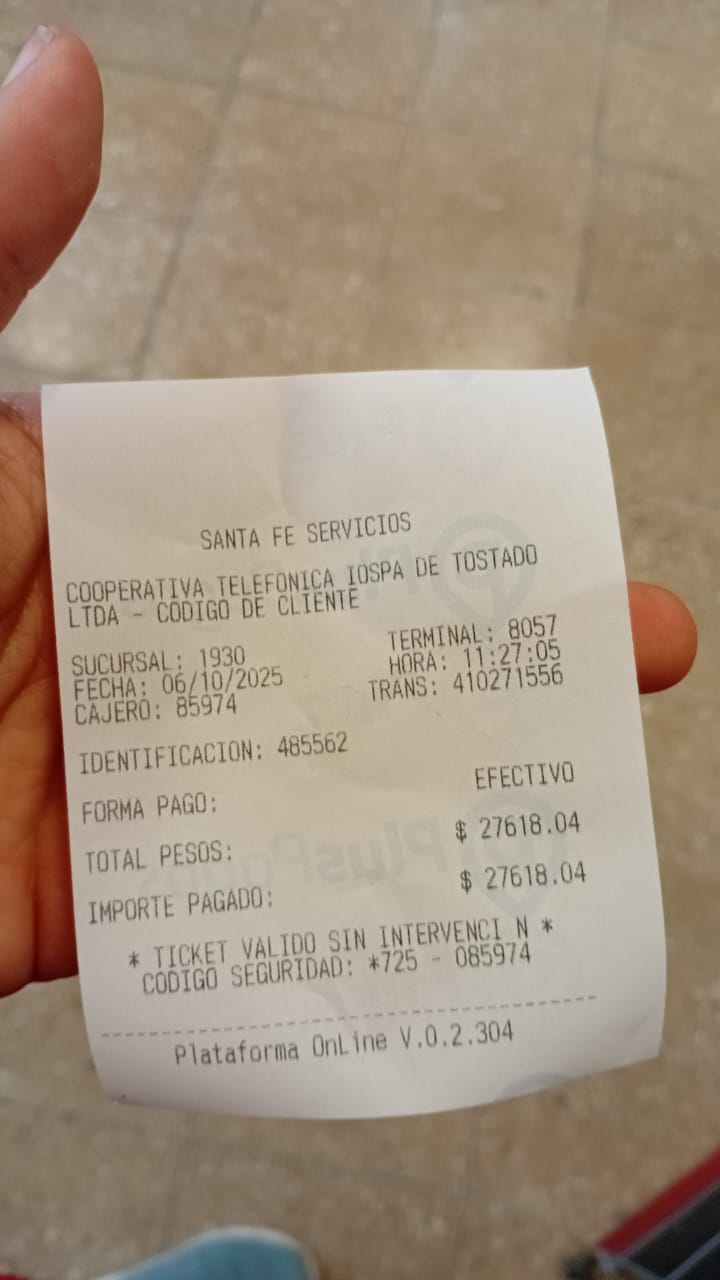 SANTA FE SERVICIOS
COOPERATIVA TELEFONICA IOSPA DE TOSTADO
LTDA - CODIGO DE CLIENTE
SUCURSAL: 1930 TERMINAL: 8057
FECHA: 06/10/2025 HORA: 11:27:05
CAJERO: 85974 TRANS: 410271556
IDENTIFICACION: 485562
FORMA PAGO: EFECTIVO
TOTAL PESOS: $ 27618.04
IMPORTE PAGADO: $ 27618.04
* TICKET VALIDO SIN INTERVENCI N *
CODIGO SEGURIDAD: *725 - 085974
Plataforma OnLine V.0.2.304